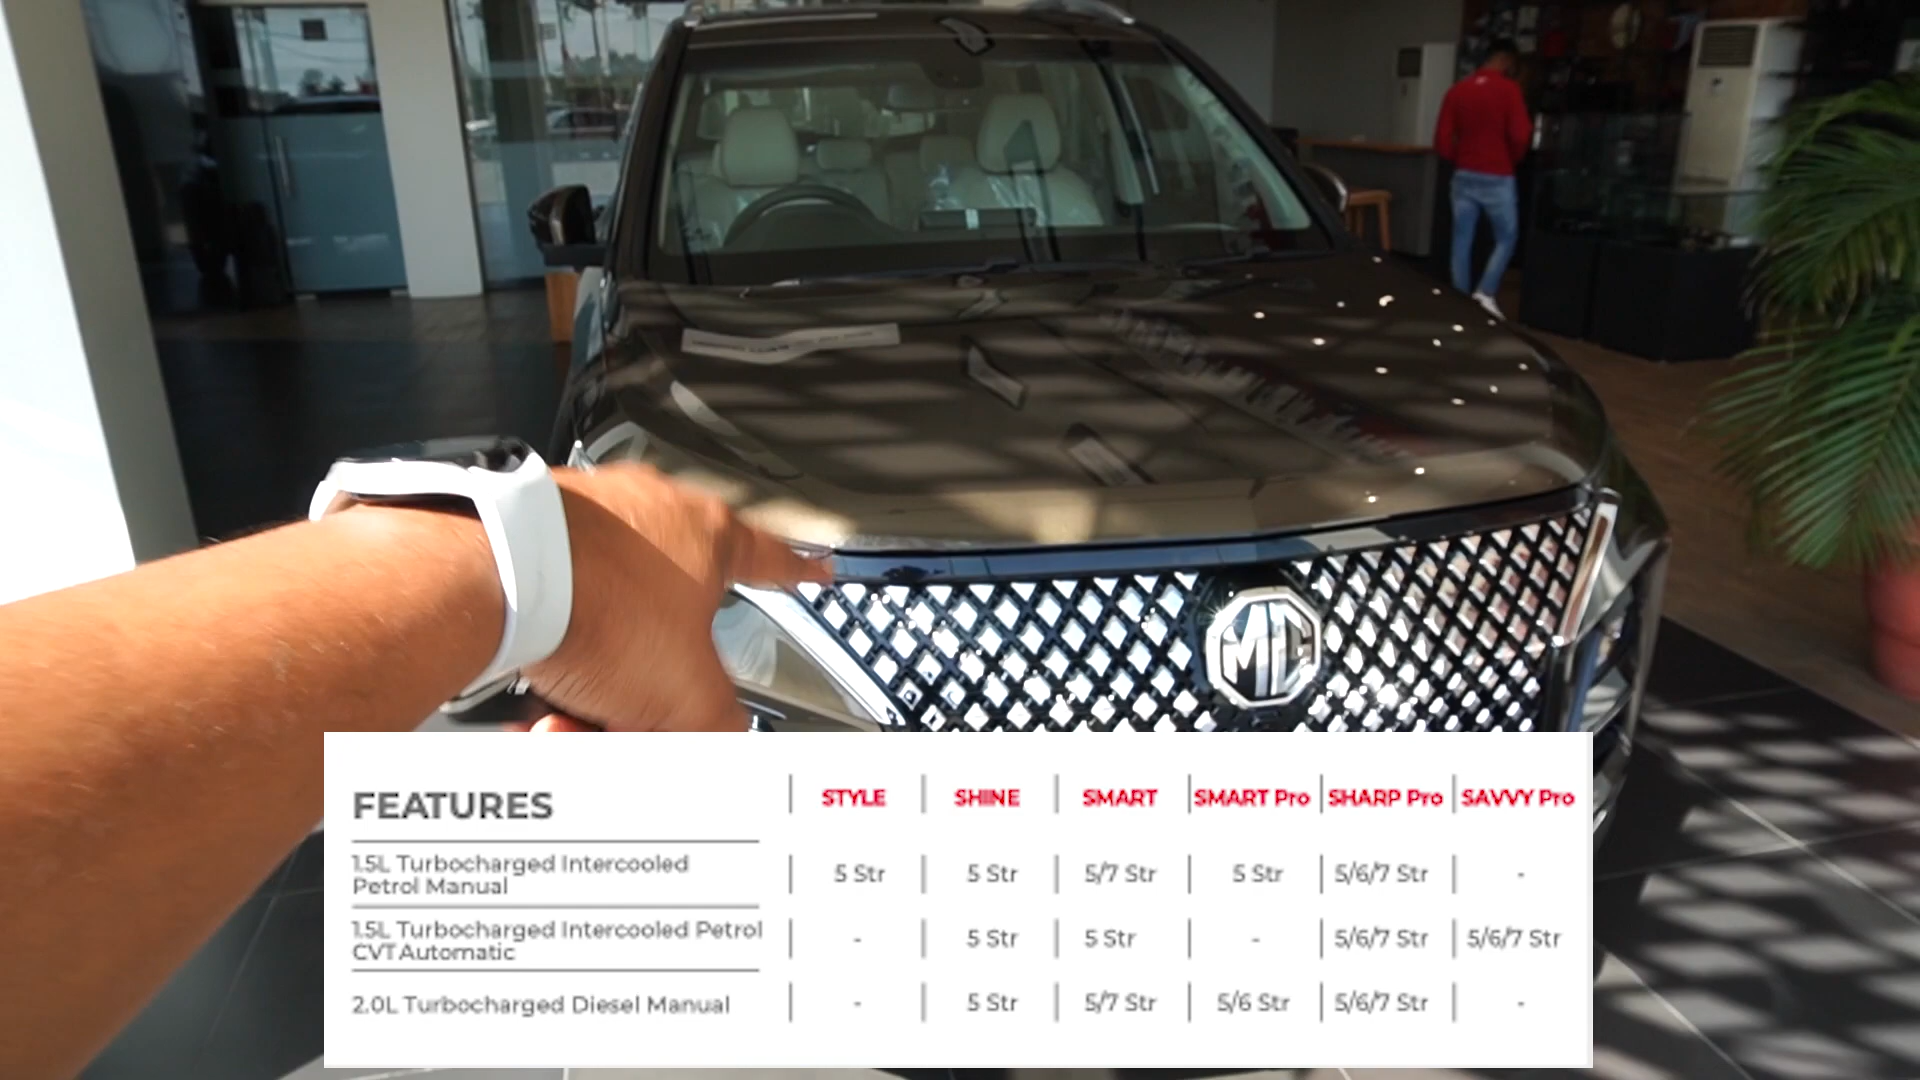 MG
FEATURES | STYLE | SHINE | SMART | SMART Pro | SHARP Pro | SAVVY Pro
1.5L Turbocharged Intercooled
Petrol Manual | 5 Str | 5 Str | 5/7 Str | 5 Str | 5/6/7 Str | -
1.5L Turbocharged Intercooled Petrol
CVT Automatic | - | 5 Str | 5 Str | - | 5/6/7 Str | 5/6/7 Str
2.0L Turbocharged Diesel Manual | - | 5 Str | 5/7 Str | 5/6 Str | 5/6/7 Str | -